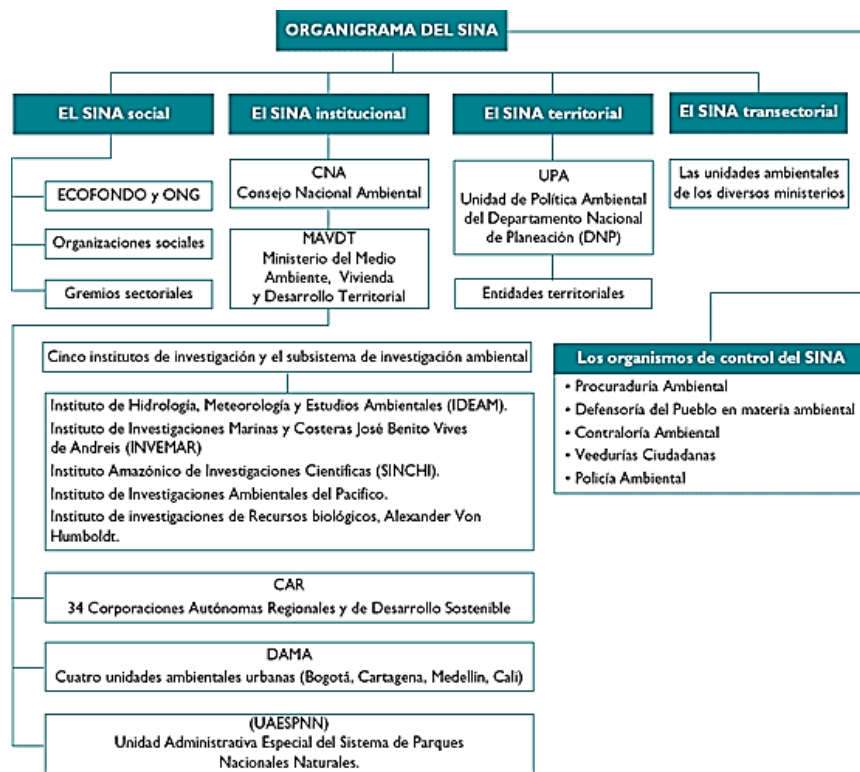 ORGANIGRAMA DEL SINA
EL SINA social
El SINA institucional
El SINA territorial
El SINA transectorial
ECOFONDO y ONG
Organizaciones sociales
Gremios sectoriales
CNA
Consejo Nacional Ambiental
MAVDT
Ministerio del Medio
Ambiente, Vivienda
y Desarrollo Territorial
UPA
Unidad de Política Ambiental
del Departamento Nacional
de Planeación (DNP)
Entidades territoriales
Las unidades ambientales
de los diversos ministerios
Cinco institutos de investigación y el subsistema de investigación ambiental
Instituto de Hidrología, Meteorología y Estudios Ambientales (IDEAM).
Instituto de Investigaciones Marinas y Costeras José Benito Vives
de Andreis (INVEMAR)
Instituto Amazónico de Investigaciones Científicas (SINCHI).
Instituto de Investigaciones Ambientales del Pacifico.
Instituto de investigaciones de Recursos biológicos, Alexander Von
Humboldt.
Los organismos de control del SINA
• Procuraduría Ambiental
• Defensoría del Pueblo en materia ambiental
• Contraloría Ambiental
• Veedurías Ciudadanas
• Policía Ambiental
CAR
34 Corporaciones Autónomas Regionales y de Desarrollo Sostenible
DAMA
Cuatro unidades ambientales urbanas (Bogotá, Cartagena, Medellín, Cali)
(UAESPNN)
Unidad Administrativa Especial del Sistema de Parques
Nacionales Naturales.